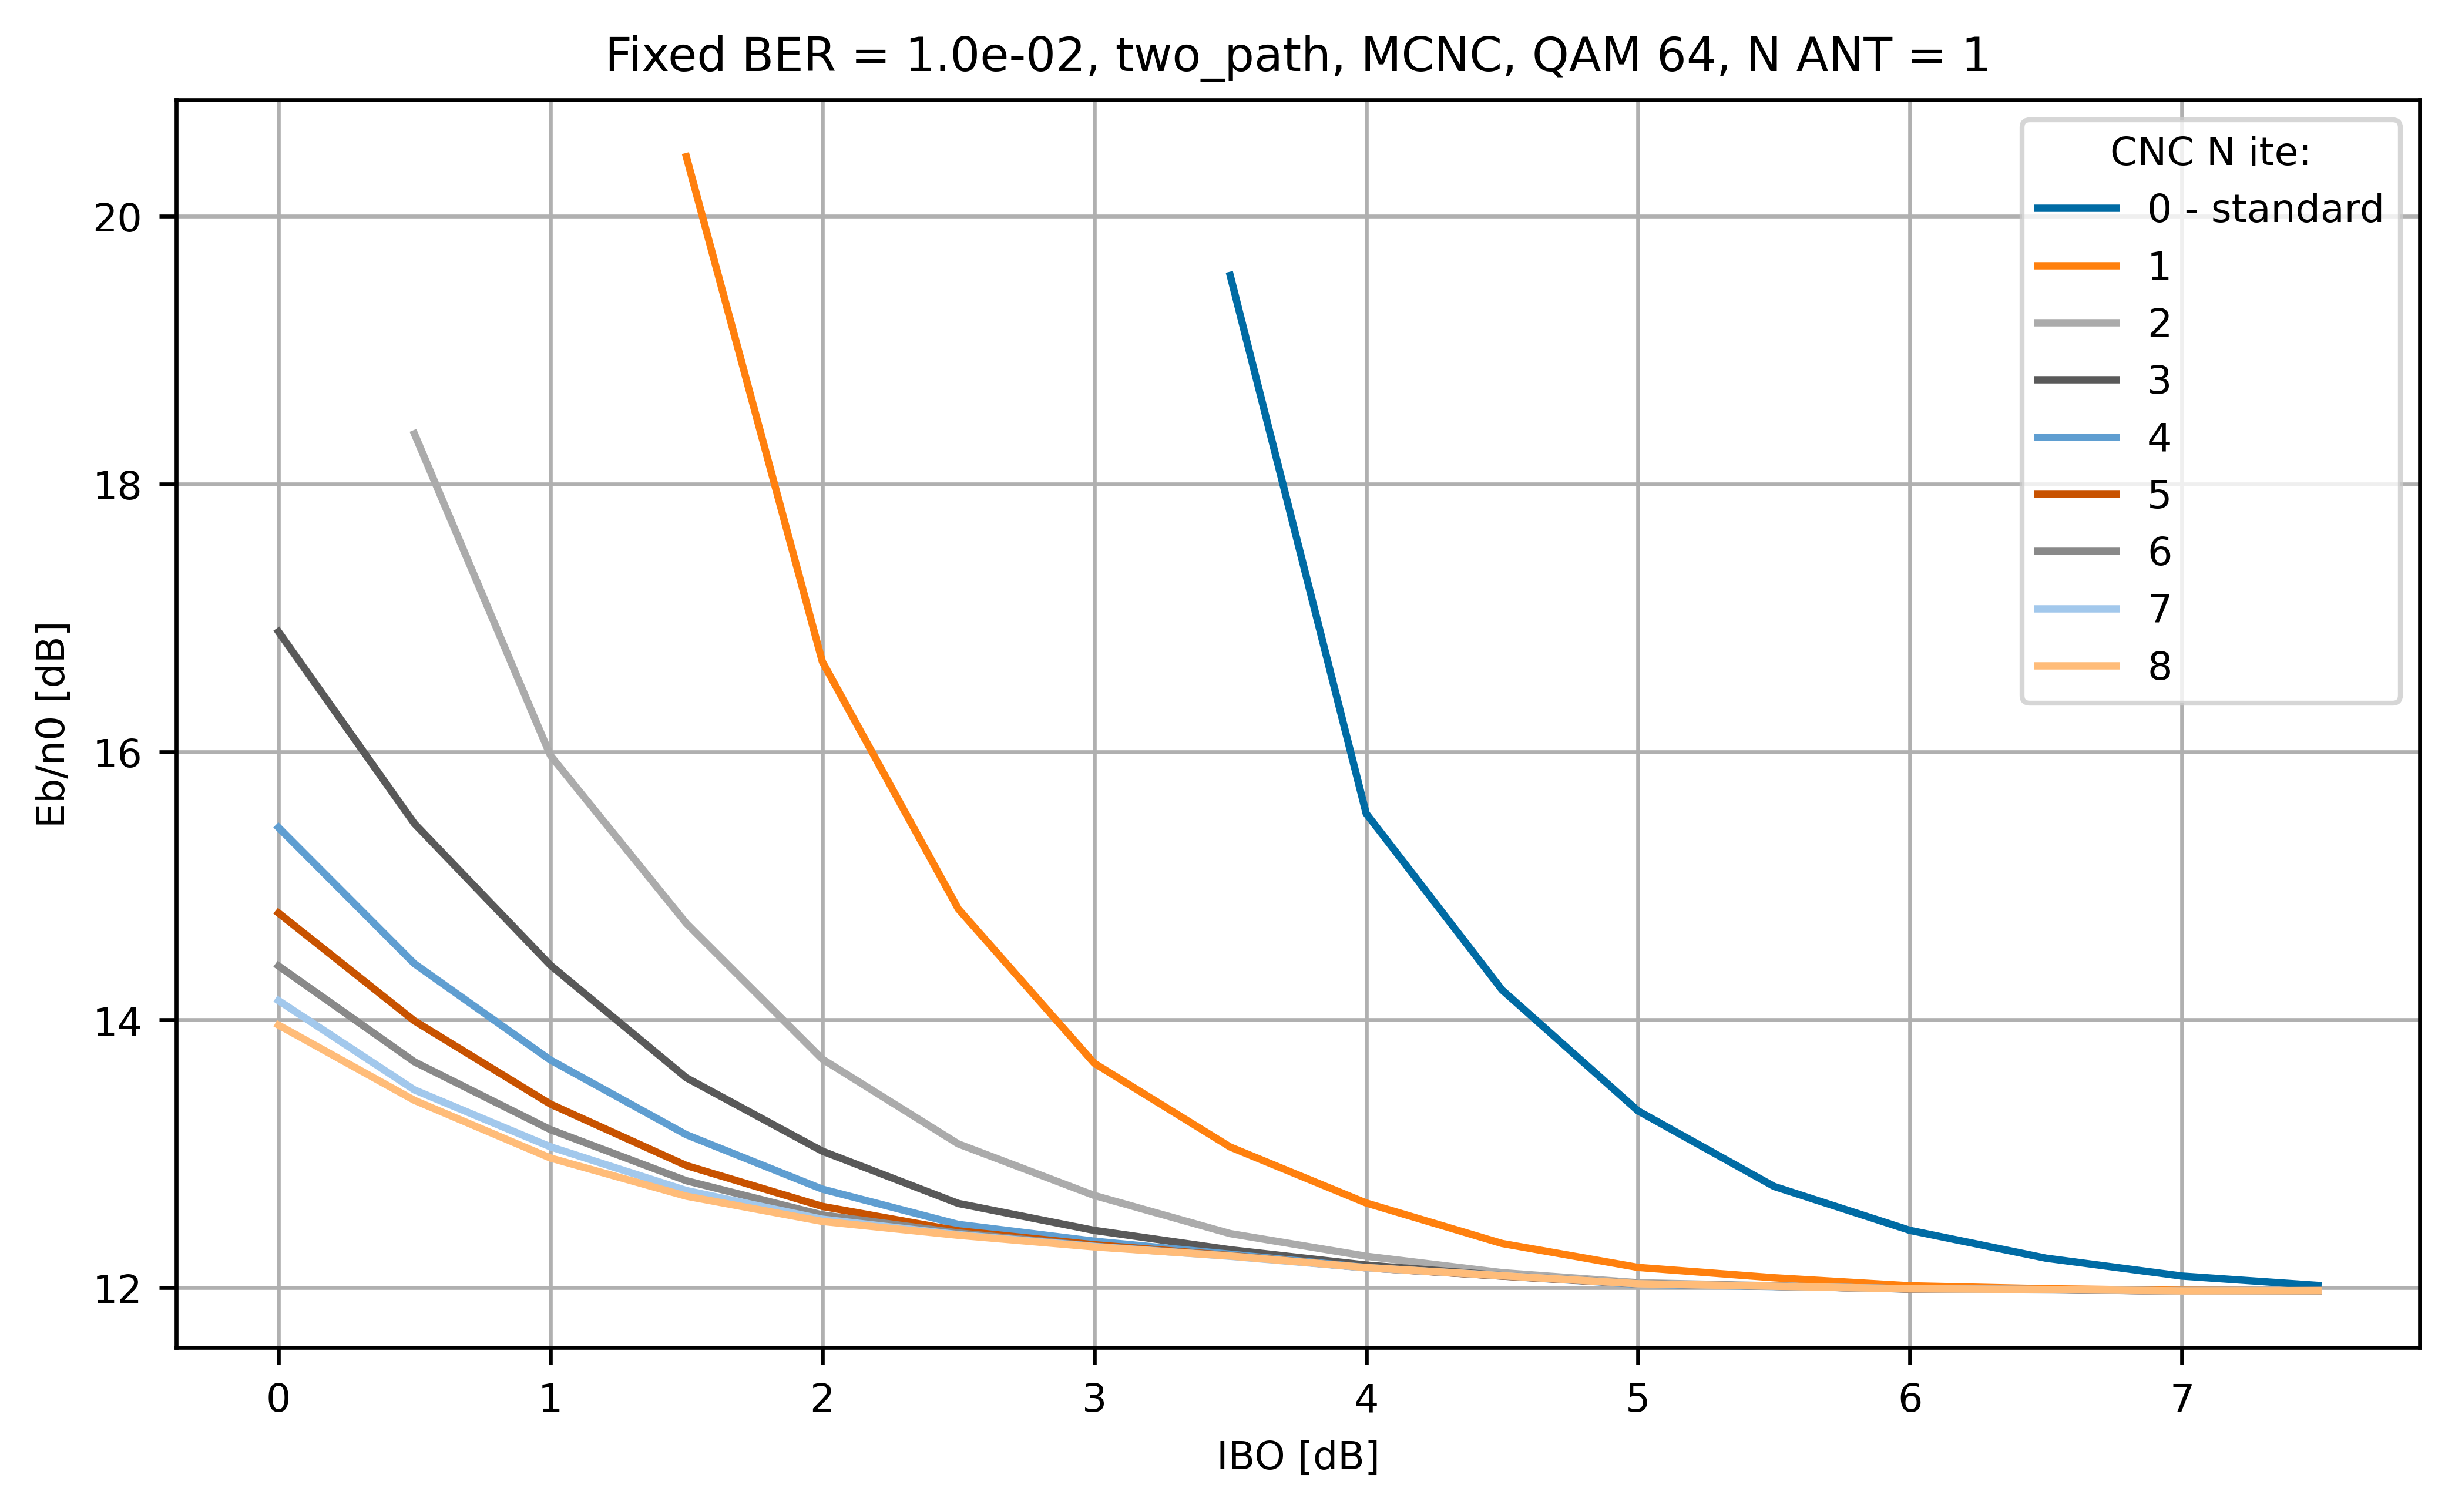 Fixed BER = 1.0e-02, two_path, MCNC, QAM 64, N ANT = 1
CNC N ite:
0 - standard
1
2
3
4
5
6
7
8
Eb/n0 [dB]
20
18
16
14
12
0 1 2 3 4 5 6 7
IBO [dB]